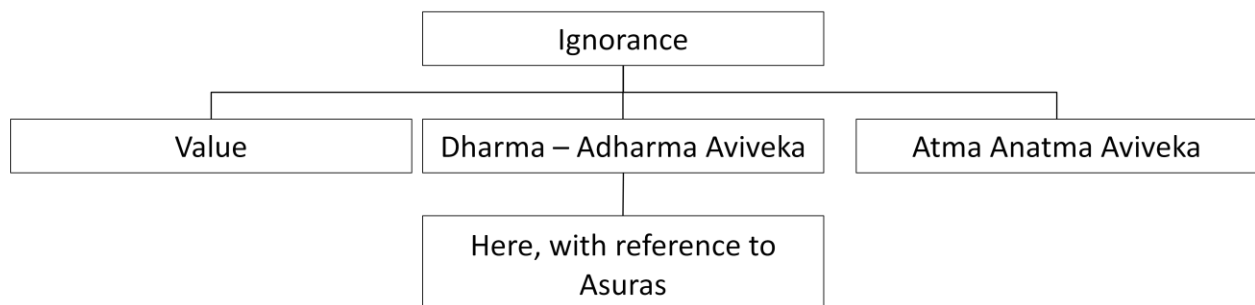 Ignorance
Value
Dharma – Adharma Aviveka
Atma Anatma Aviveka
Here, with reference to
Asuras